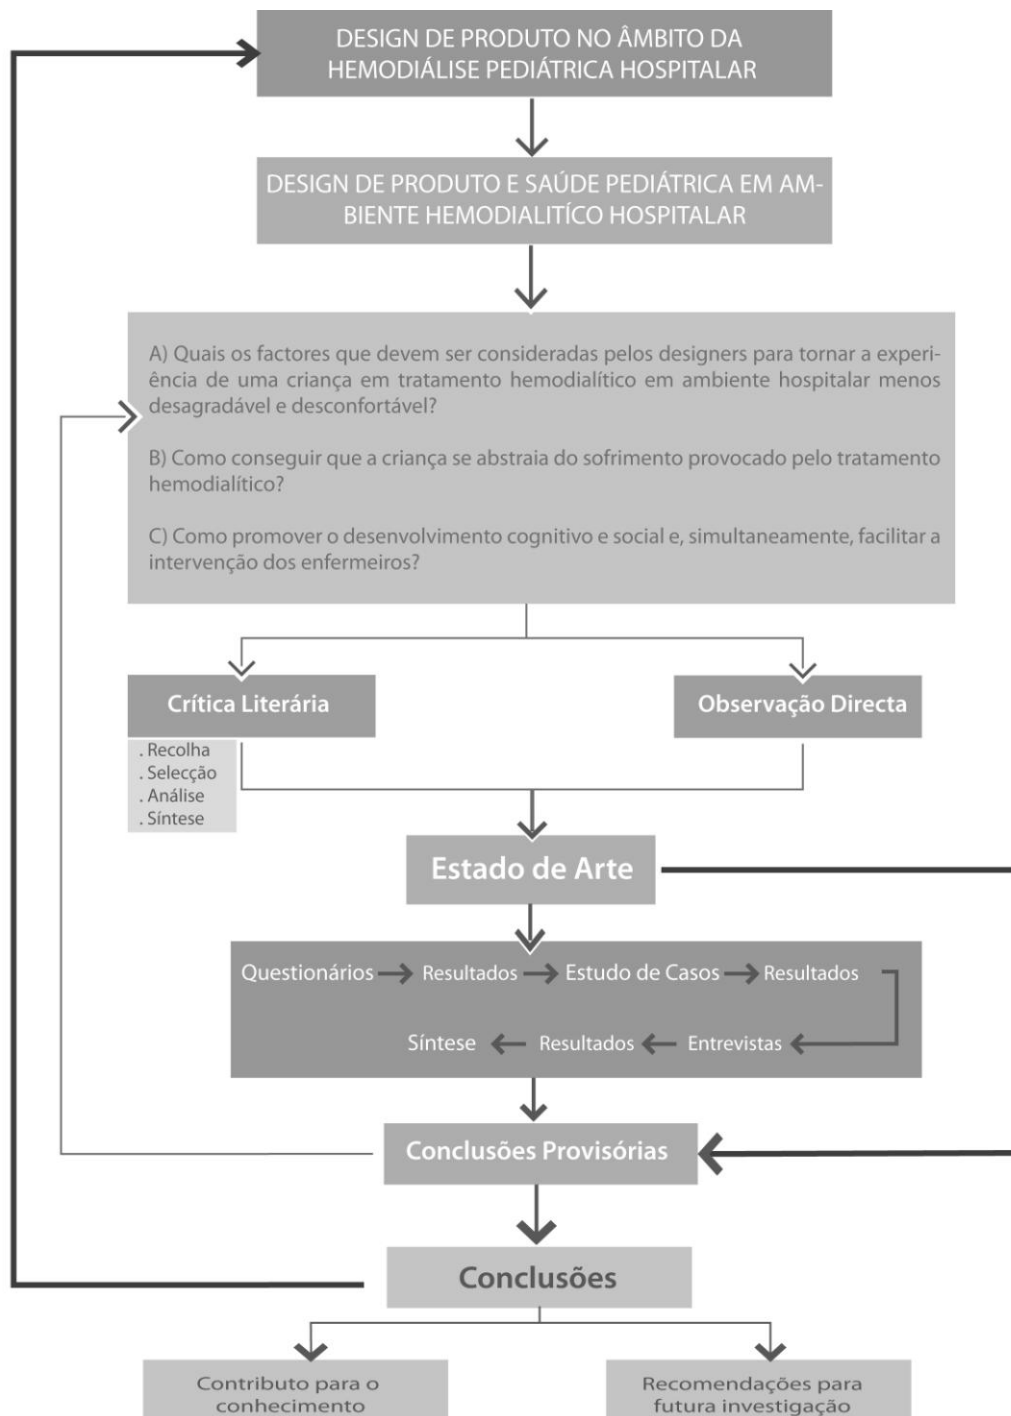 DESIGN DE PRODUTO NO ÂMBITO DA
HEMODIÁLISE PEDIÁTRICA HOSPITALAR
DESIGN DE PRODUTO E SAÚDE PEDIÁTRICA EM AM-
BIENTE HEMODIALITÍCO HOSPITALAR
A) Quais os factores que devem ser consideradas pelos designers para tornar a experi-
ência de uma criança em tratamento hemodialítico em ambiente hospitalar menos
desagradável e desconfortável?
B) Como conseguir que a criança se abstraia do sofrimento provocado pelo tratamento
hemodialítico?
C) Como promover o desenvolvimento cognitivo e social e, simultaneamente, facilitar a
intervenção dos enfermeiros?
Crítica Literária
. Recolha
. Selecção
. Análise
. Síntese
Observação Directa
Estado de Arte
Questionários
Resultados
Estudo de Casos
Resultados
Entrevistas
Resultados
Síntese
Conclusões Provisórias
Conclusões
Contributo para o
conhecimento
Recomendações para
futura investigação